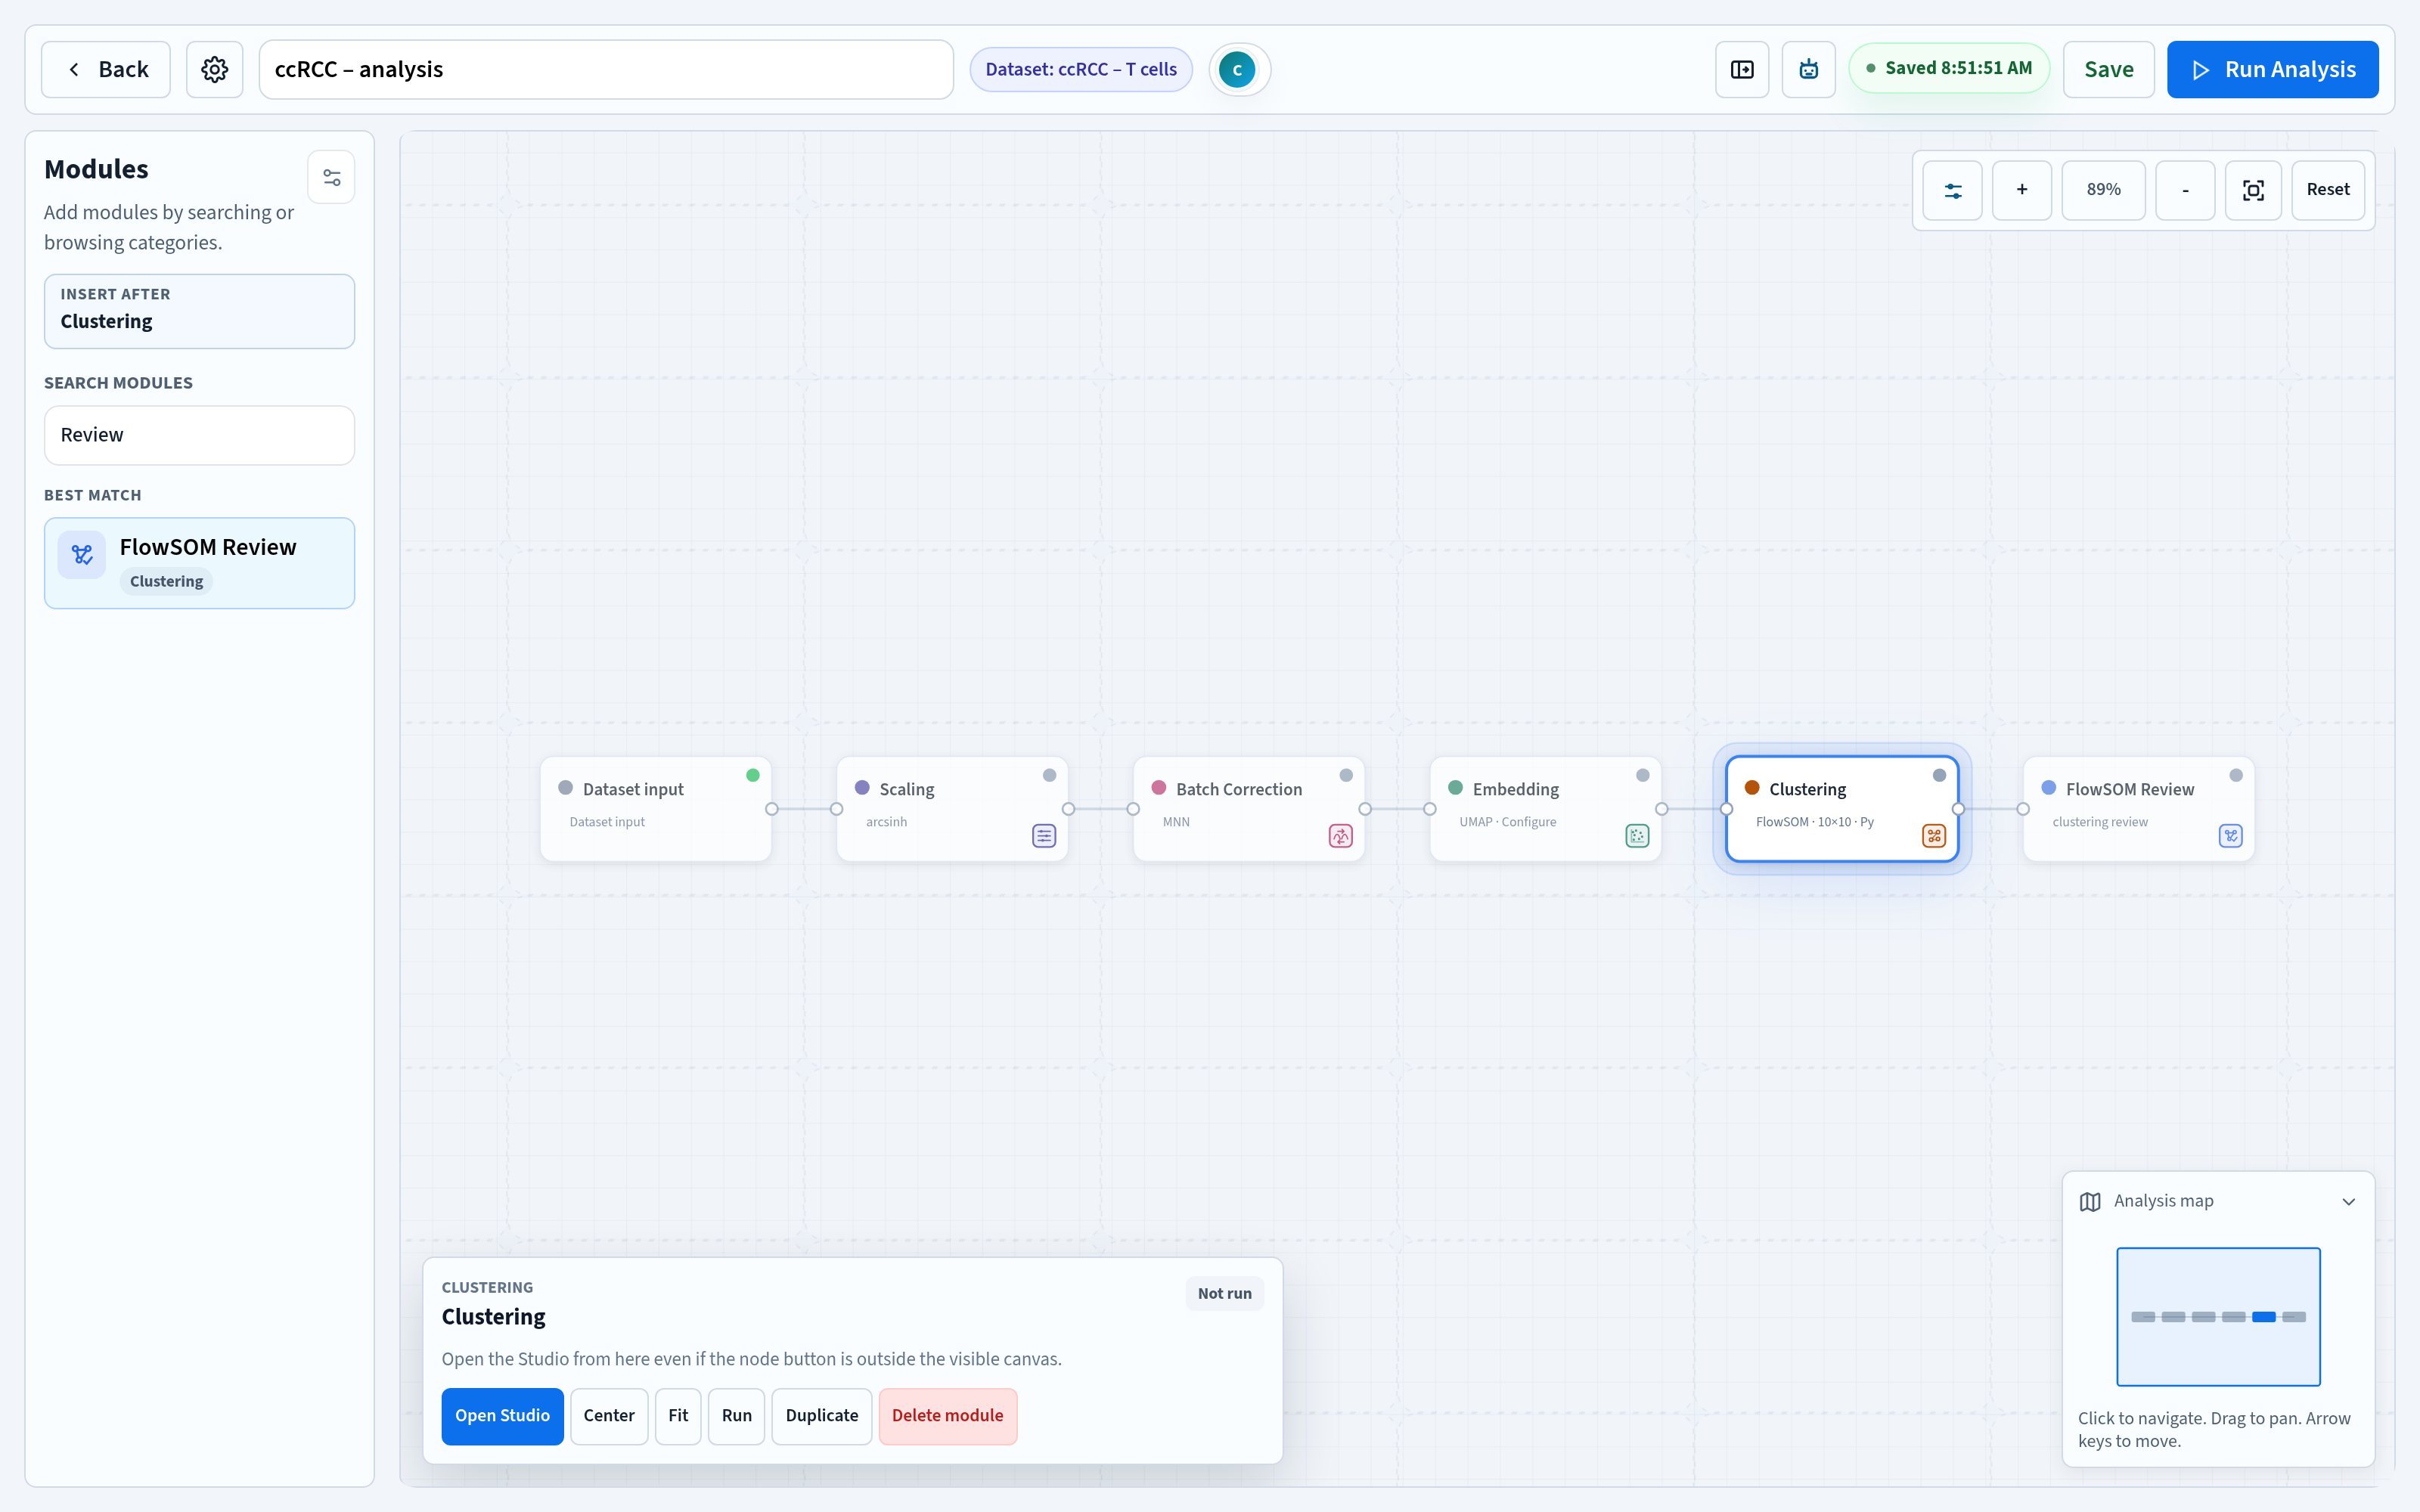 Back
ccRCC – analysis
Dataset: ccRCC – T cells
C
Saved 8:51:51 AM
Save
Run Analysis
Modules
Add modules by searching or
browsing categories.
INSERT AFTER
Clustering
SEARCH MODULES
Review
BEST MATCH
FlowSOM Review
Clustering
+
89%
-
Reset
Dataset input
Dataset input
Scaling
arcsinh
Batch Correction
MNN
Embedding
UMAP · Configure
Clustering
FlowSOM · 10×10 · Py
FlowSOM Review
clustering review
CLUSTERING
Clustering
Not run
Open the Studio from here even if the node button is outside the visible canvas.
Open Studio
Center
Fit
Run
Duplicate
Delete module
Analysis map
Click to navigate. Drag to pan. Arrow
keys to move.